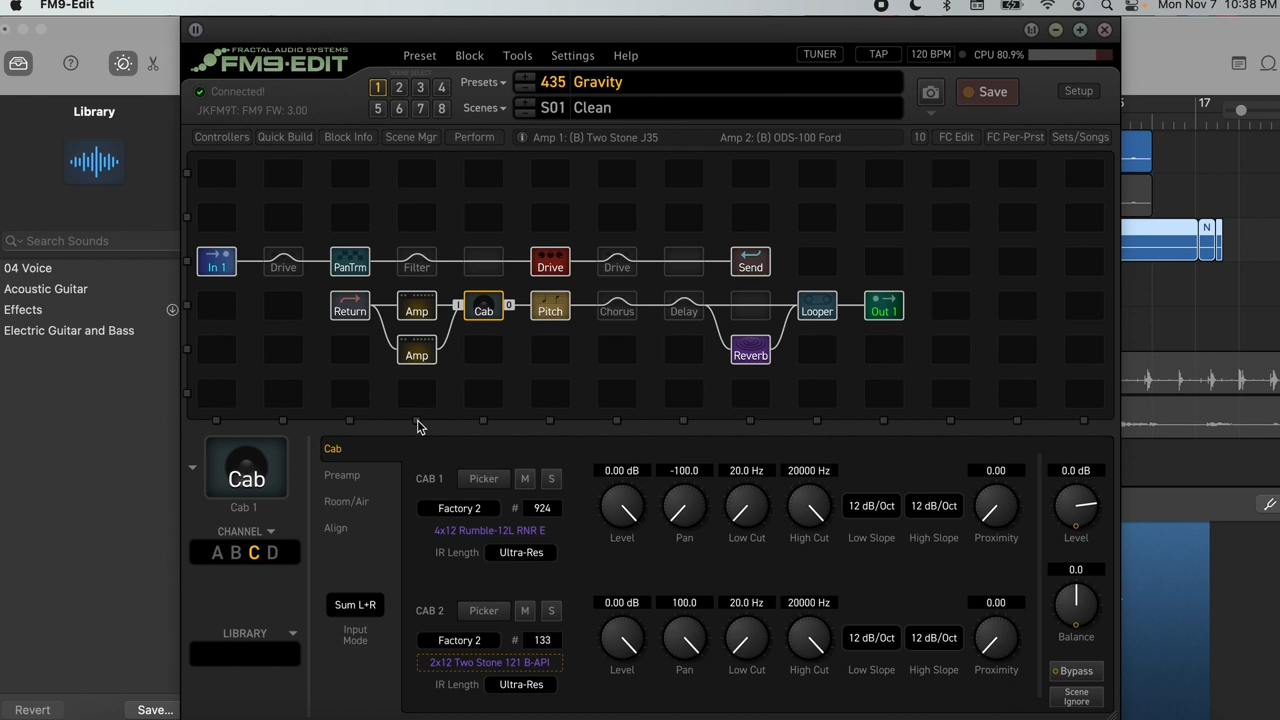 FM9-Edit
Mon Nov 7 10:38 PM
Library
Search Sounds
04 Voice
Acoustic Guitar
Effects
Electric Guitar and Bass
Revert
Save...
FRACTAL AUDIO SYSTEMS
FM9-EDIT
Preset Block Tools Settings Help
TUNER TAP 120 BPM CPU 80.9%
Connected!
JKFM9T: FM9 FW: 3.00
SCENE SELECT
1 2 3 4
5 6 7 8
Presets 435 Gravity
Scenes S01 Clean
Save
Setup
Controllers Quick Build Block Info Scene Mgr Perform
Amp 1: (B) Two Stone J35 Amp 2: (B) ODS-100 Ford
10 FC Edit FC Per-Prst Sets/Songs
In 1 Drive PanTrm Filter Drive Drive Send
Return Amp I Cab O Pitch Chorus Delay Looper Out 1
Amp Reverb
Cab
Cab 1
CHANNEL
A B C D
LIBRARY
Cab
Preamp
Room/Air
Align
Sum L+R
Input
Mode
CAB 1 Picker M S
Factory 2 # 924
4x12 Rumble-12L RNR E
IR Length Ultra-Res
0.00 dB -100.0 20.0 Hz 20000 Hz 0.00
12 dB/Oct 12 dB/Oct
Level Pan Low Cut High Cut Low Slope High Slope Proximity
CAB 2 Picker M S
Factory 2 # 133
2x12 Two Stone 121 B-API
IR Length Ultra-Res
0.00 dB 100.0 20.0 Hz 20000 Hz 0.00
12 dB/Oct 12 dB/Oct
Level Pan Low Cut High Cut Low Slope High Slope Proximity
0.0 dB
Level
0.0
Balance
Bypass
Scene
Ignore
17
N